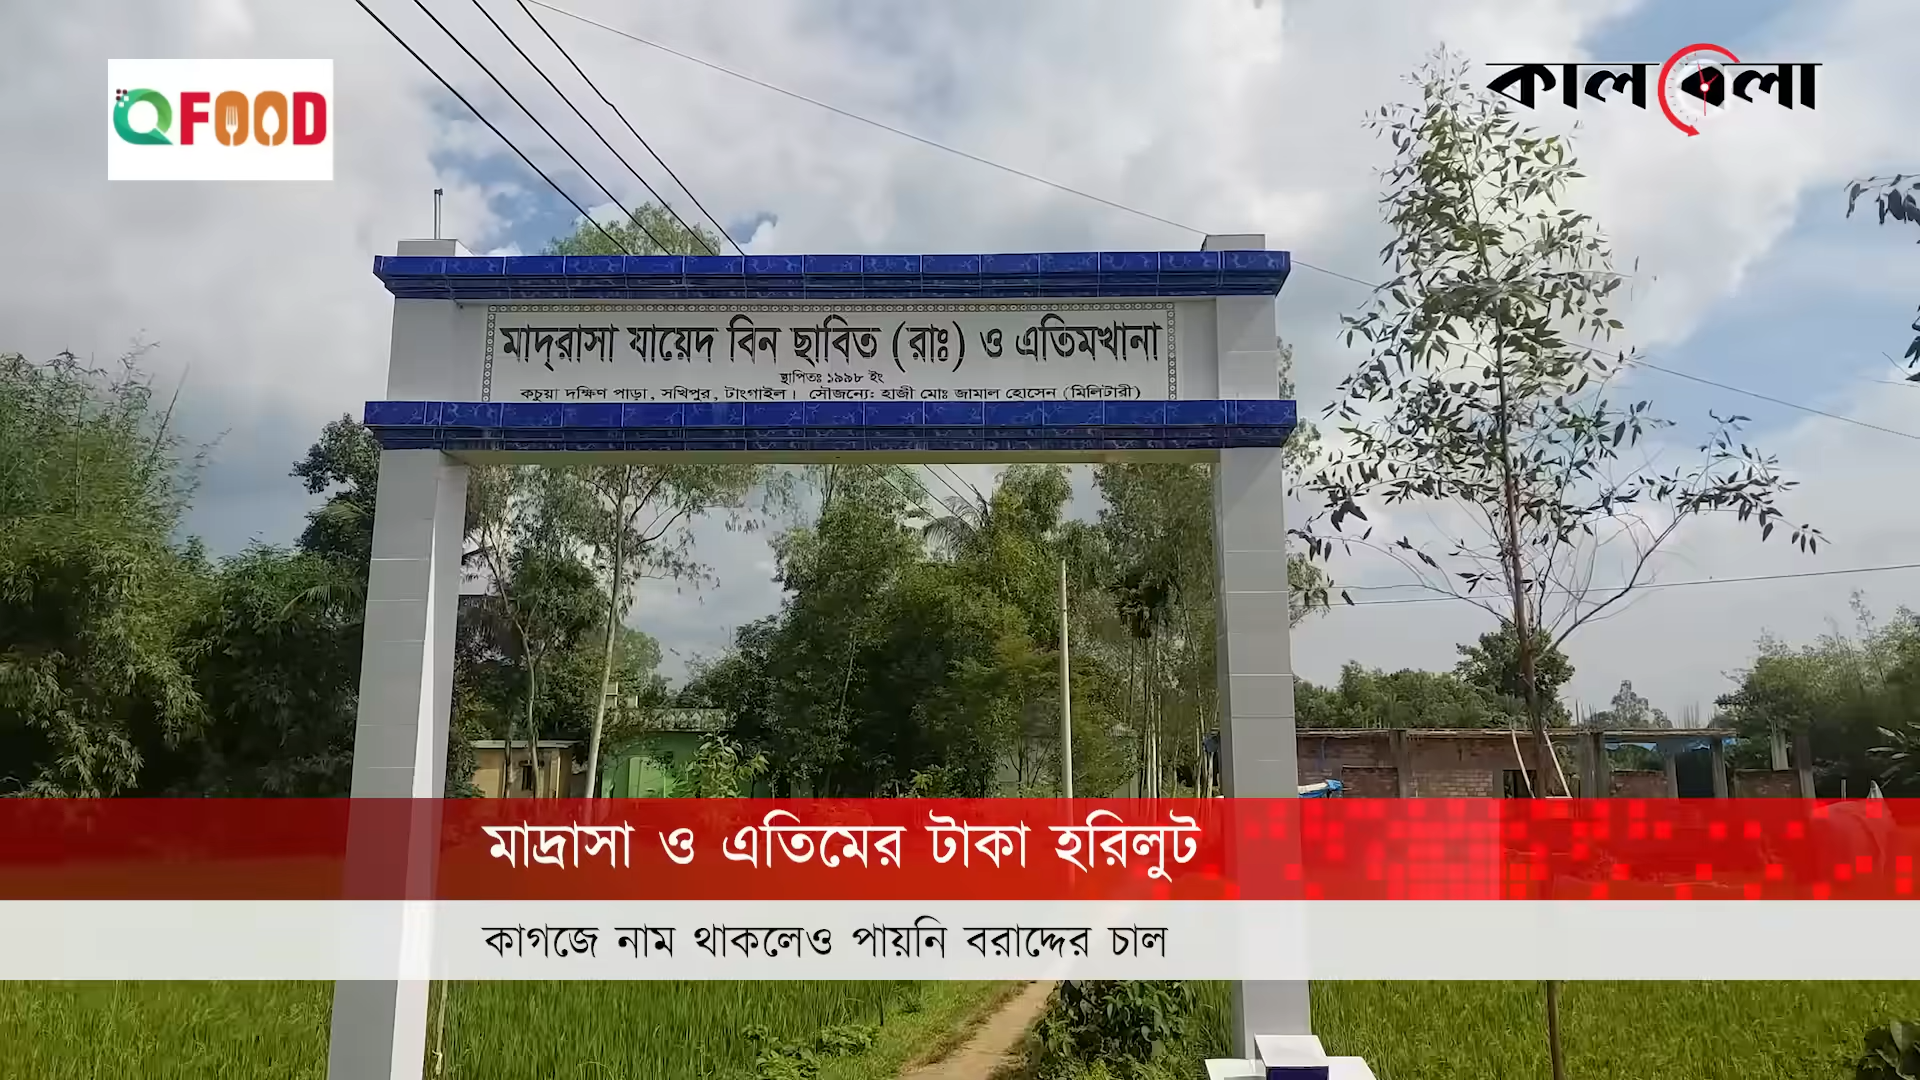 QFOOD
কালবেলা
মাদ্‌রাসা যায়েদ বিন ছাবিত (রাঃ) ও এতিমখানা
স্থাপিতঃ ১৯৯৮ ইং
কচুয়া দক্ষিণ পাড়া, সখিপুর, টাংগাইল। সৌজন্যে: হাজী মোঃ জামাল হোসেন (মিলিটারী)
মাদ্রাসা ও এতিমের টাকা হরিলুট
কাগজে নাম থাকলেও পায়নি বরাদ্দের চাল